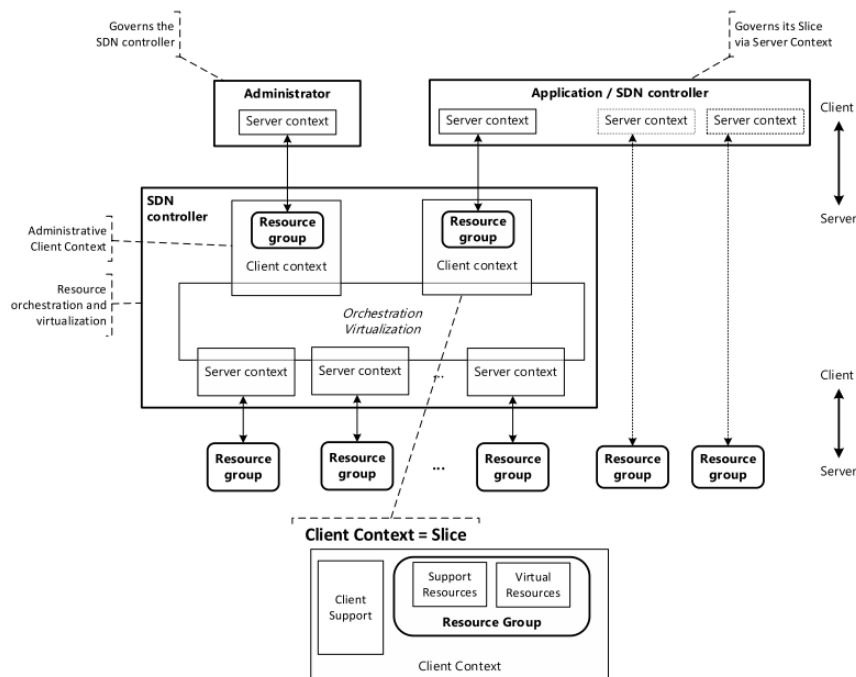 Governs the
SDN controller
Governs its Slice
via Server Context
Administrator
Server context
Application / SDN controller
Server context
Server context
Server context
Client
Server
SDN
controller
Resource
group
Client context
Resource
group
Client context
Administrative
Client Context
Resource
orchestration and
virtualization
Orchestration
Virtualization
Server context
Server context
...
Server context
Client
Server
Resource
group
Resource
group
...
Resource
group
Resource
group
Resource
group
Client Context = Slice
Client
Support
Support
Resources
Virtual
Resources
Resource Group
Client Context